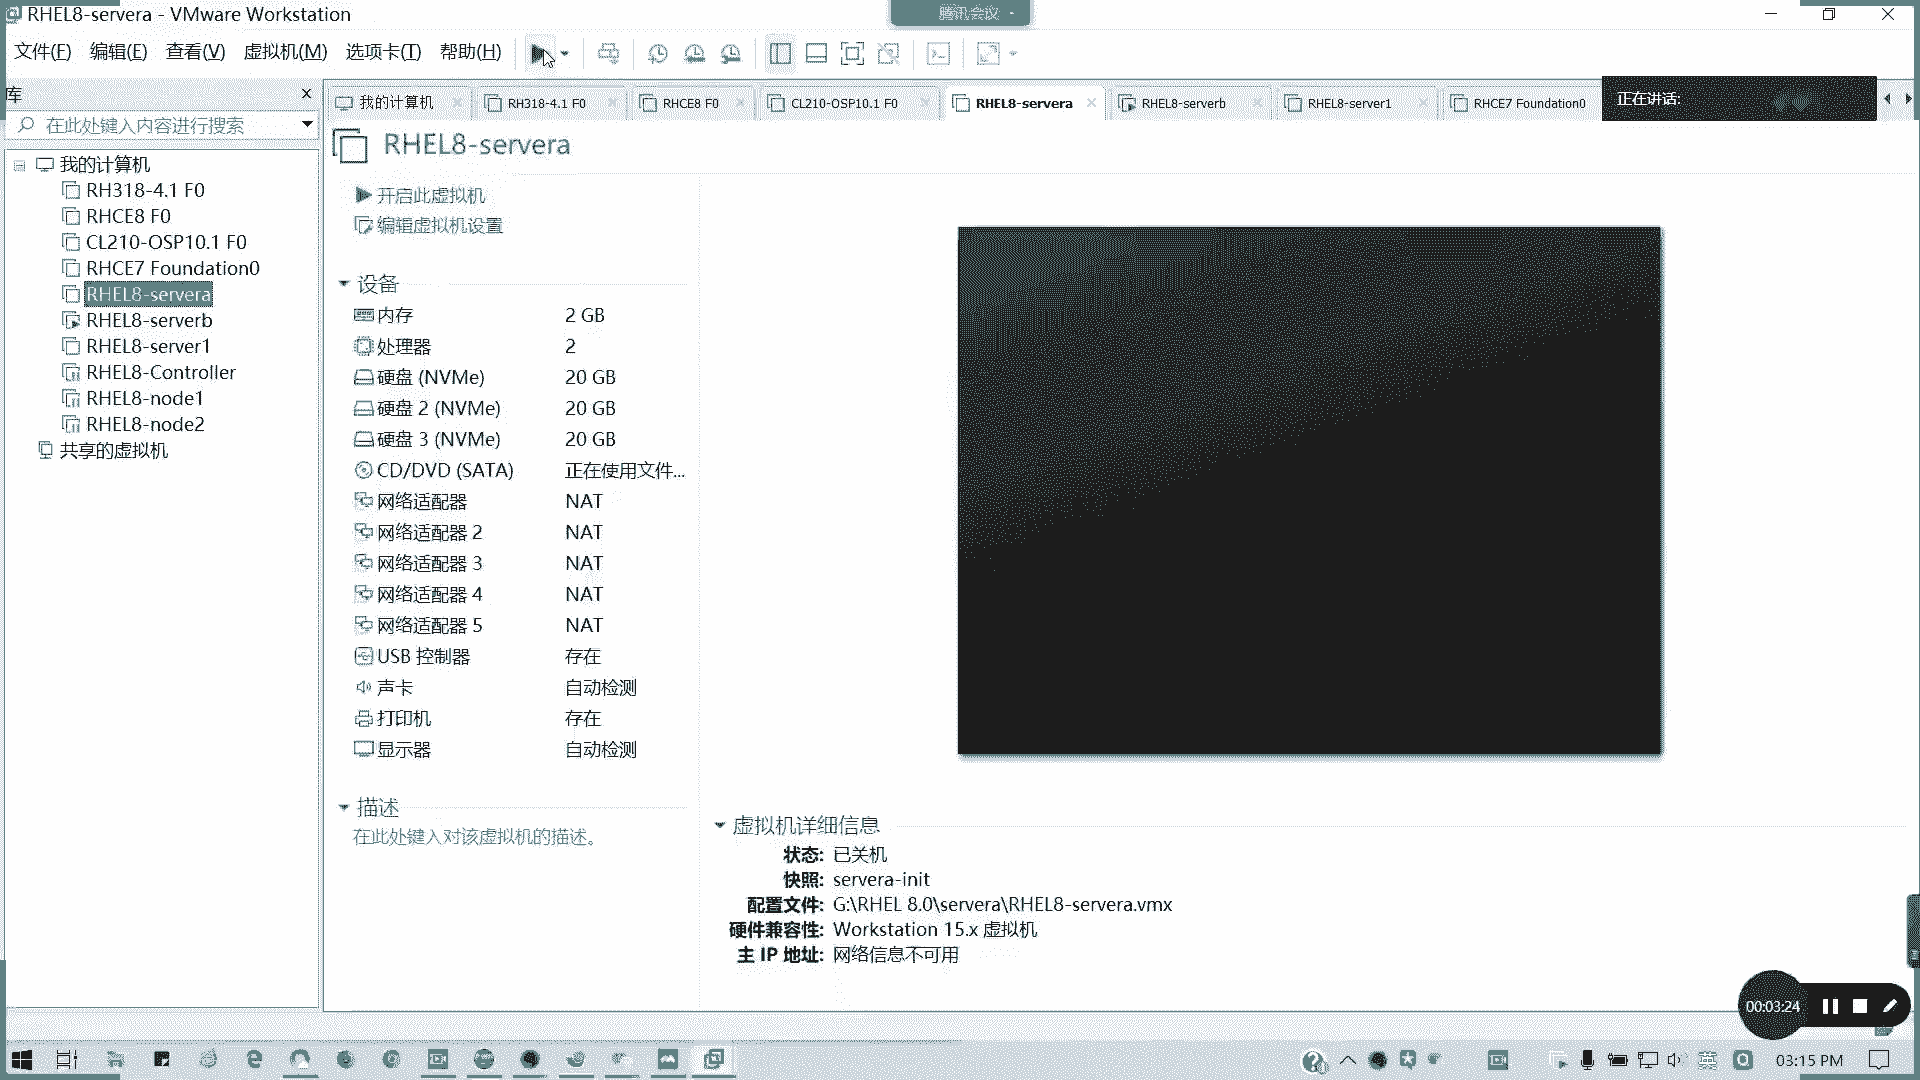 RHEL8-servera - VMware Workstation
腾讯会议
文件(F) 编辑(E) 查看(V) 虚拟机(M) 选项卡(T) 帮助(H)
库
在此处键入内容进行搜索
我的计算机
RH318-4.1 F0
RHCE8 F0
CL210-OSP10.1 F0
RHCE7 Foundation0
RHEL8-servera
RHEL8-serverb
RHEL8-server1
RHEL8-Controller
RHEL8-node1
RHEL8-node2
共享的虚拟机
我的计算机 RH318-4.1 F0 RHCE8 F0 CL210-OSP10.1 F0 RHEL8-servera RHEL8-serverb RHEL8-server1 RHCE7 Foundation0
正在讲话:
RHEL8-servera
开启此虚拟机
编辑虚拟机设置
设备
内存 2 GB
处理器 2
硬盘 (NVMe) 20 GB
硬盘 2 (NVMe) 20 GB
硬盘 3 (NVMe) 20 GB
CD/DVD (SATA) 正在使用文件...
网络适配器 NAT
网络适配器 2 NAT
网络适配器 3 NAT
网络适配器 4 NAT
网络适配器 5 NAT
USB 控制器 存在
声卡 自动检测
打印机 存在
显示器 自动检测
描述
在此处键入对该虚拟机的描述。
虚拟机详细信息
状态: 已关机
快照: servera-init
配置文件: G:\RHEL 8.0\servera\RHEL8-servera.vmx
硬件兼容性: Workstation 15.x 虚拟机
主 IP 地址: 网络信息不可用
00:03:24
英
03:15 PM